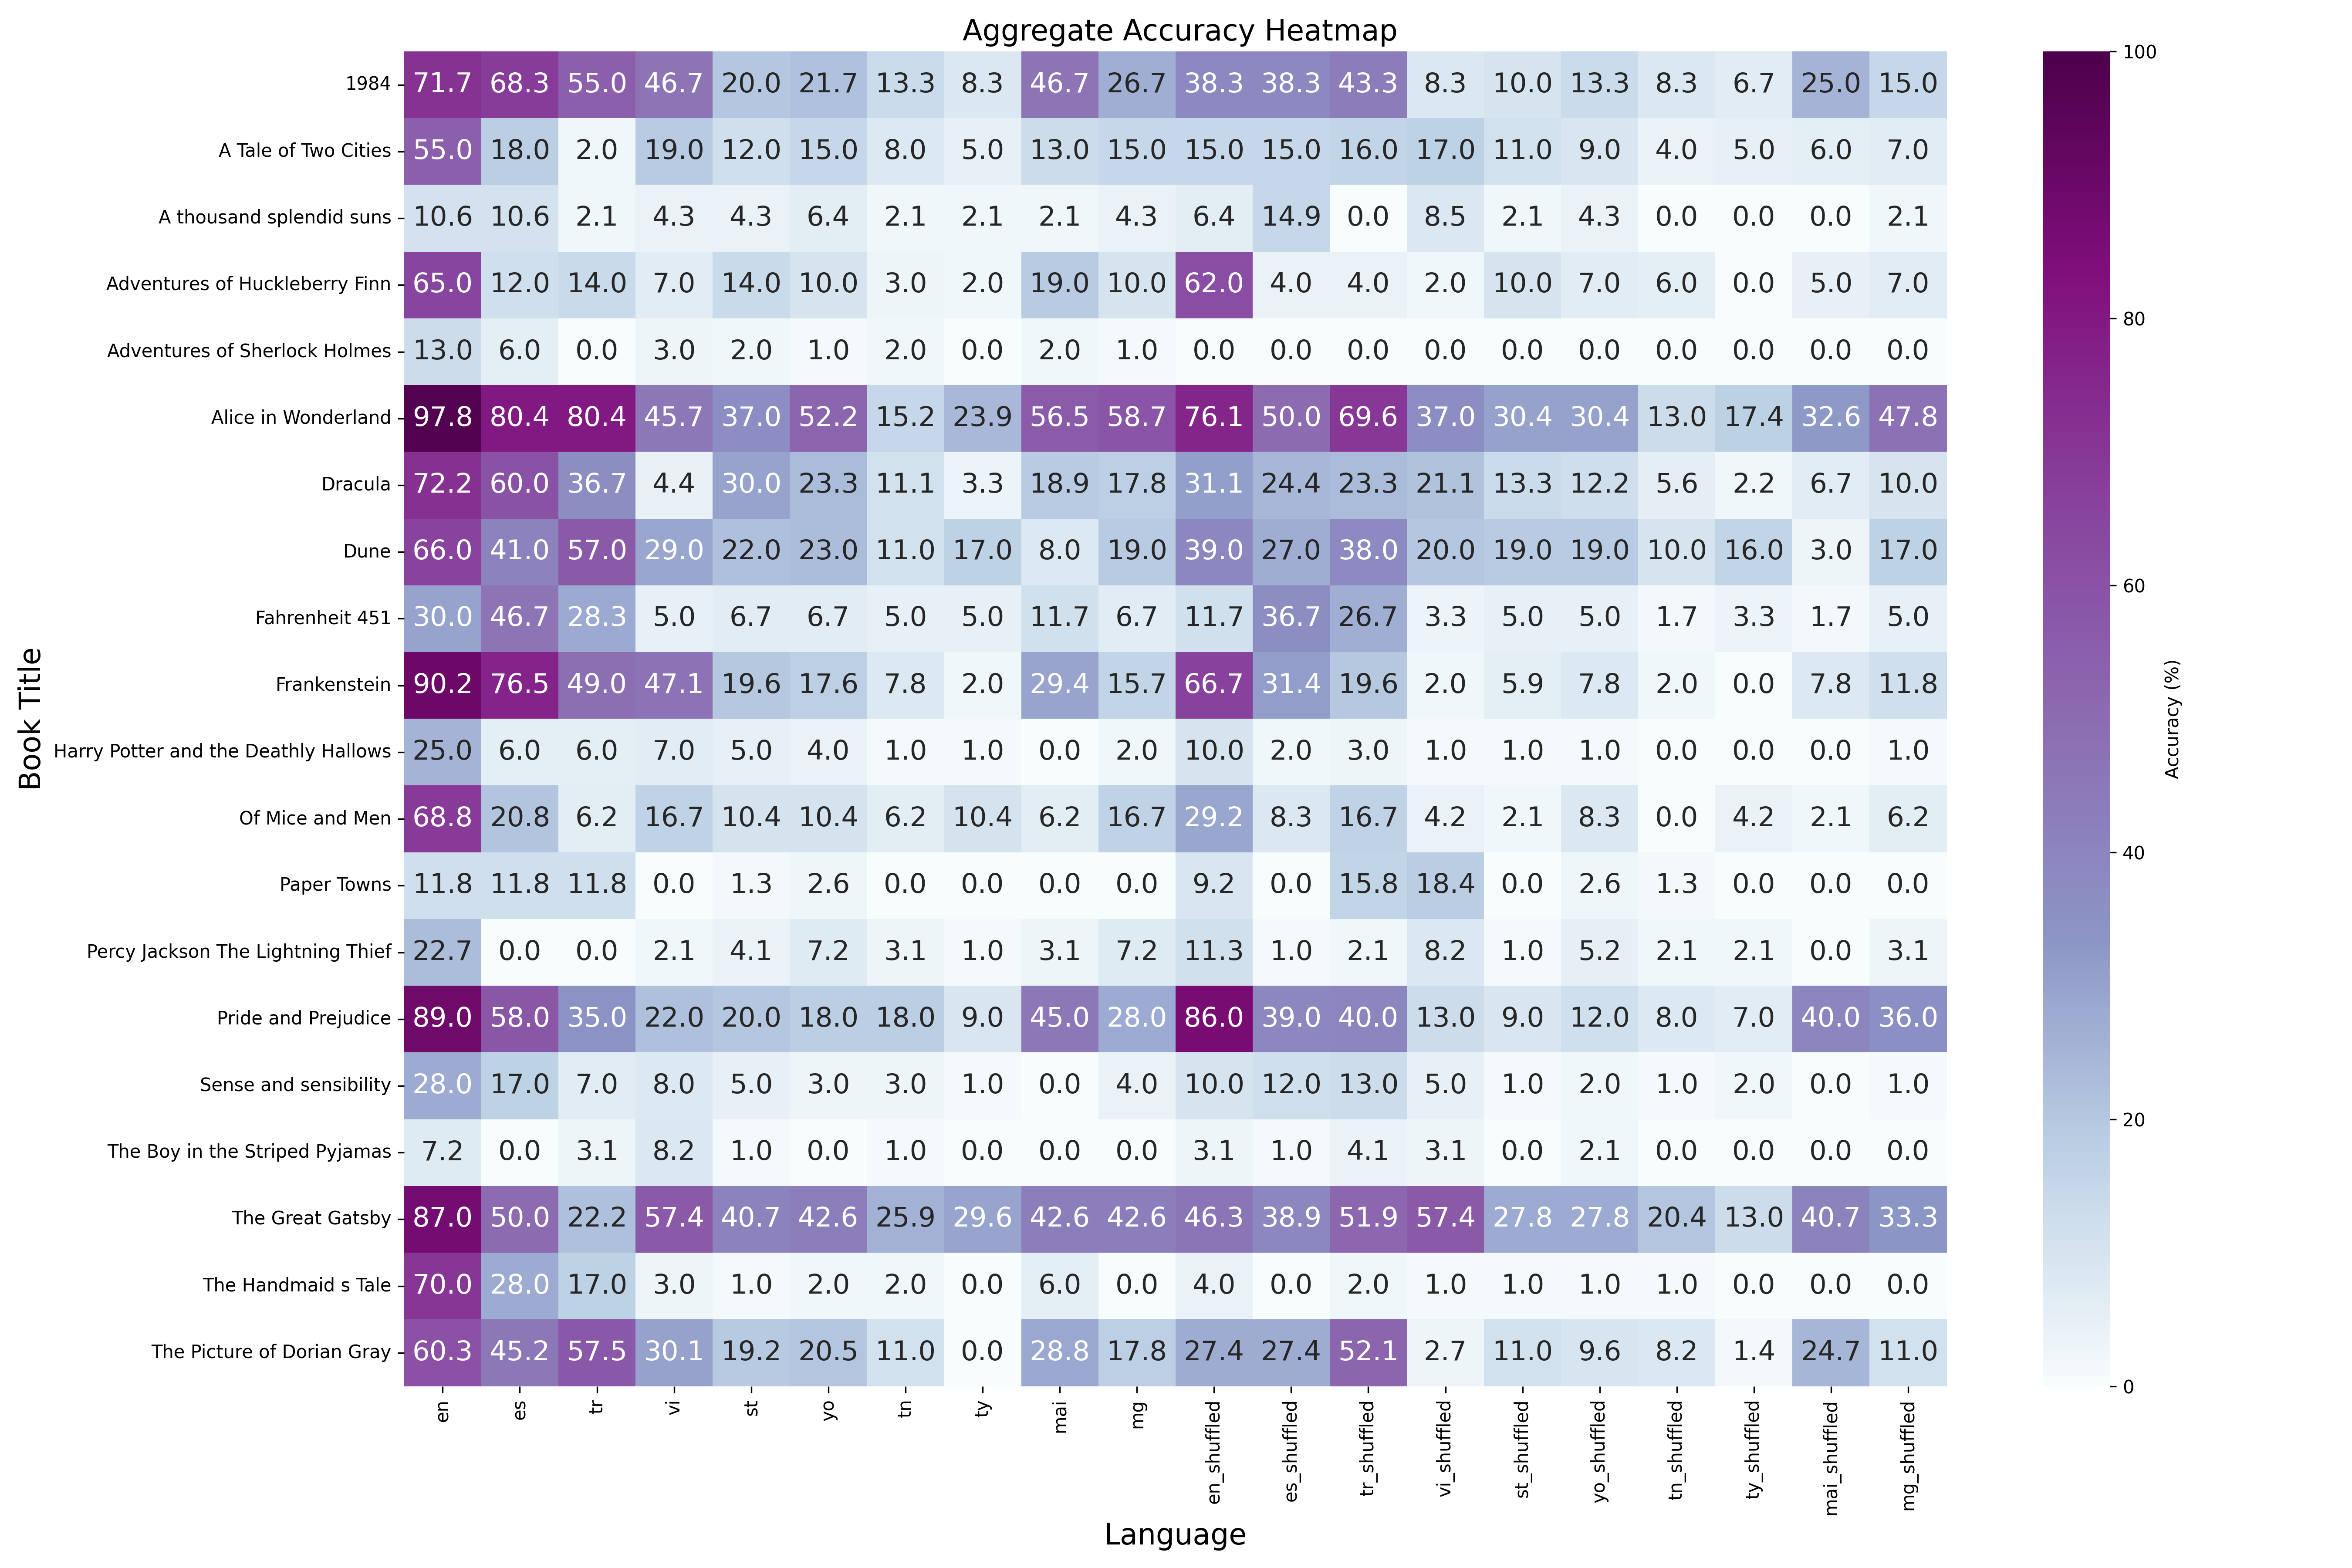 Aggregate Accuracy Heatmap
Book Title
1984 71.7 68.3 55.0 46.7 20.0 21.7 13.3 8.3 46.7 26.7 38.3 38.3 43.3 8.3 10.0 13.3 8.3 6.7 25.0 15.0
A Tale of Two Cities 55.0 18.0 2.0 19.0 12.0 15.0 8.0 5.0 13.0 15.0 15.0 15.0 16.0 17.0 11.0 9.0 4.0 5.0 6.0 7.0
A thousand splendid suns 10.6 10.6 2.1 4.3 4.3 6.4 2.1 2.1 2.1 4.3 6.4 14.9 0.0 8.5 2.1 4.3 0.0 0.0 0.0 2.1
Adventures of Huckleberry Finn 65.0 12.0 14.0 7.0 14.0 10.0 3.0 2.0 19.0 10.0 62.0 4.0 4.0 2.0 10.0 7.0 6.0 0.0 5.0 7.0
Adventures of Sherlock Holmes 13.0 6.0 0.0 3.0 2.0 1.0 2.0 0.0 2.0 1.0 0.0 0.0 0.0 0.0 0.0 0.0 0.0 0.0 0.0 0.0
Alice in Wonderland 97.8 80.4 80.4 45.7 37.0 52.2 15.2 23.9 56.5 58.7 76.1 50.0 69.6 37.0 30.4 30.4 13.0 17.4 32.6 47.8
Dracula 72.2 60.0 36.7 4.4 30.0 23.3 11.1 3.3 18.9 17.8 31.1 24.4 23.3 21.1 13.3 12.2 5.6 2.2 6.7 10.0
Dune 66.0 41.0 57.0 29.0 22.0 23.0 11.0 17.0 8.0 19.0 39.0 27.0 38.0 20.0 19.0 19.0 10.0 16.0 3.0 17.0
Fahrenheit 451 30.0 46.7 28.3 5.0 6.7 6.7 5.0 5.0 11.7 6.7 11.7 36.7 26.7 3.3 5.0 5.0 1.7 3.3 1.7 5.0
Frankenstein 90.2 76.5 49.0 47.1 19.6 17.6 7.8 2.0 29.4 15.7 66.7 31.4 19.6 2.0 5.9 7.8 2.0 0.0 7.8 11.8
Harry Potter and the Deathly Hallows 25.0 6.0 6.0 7.0 5.0 4.0 1.0 1.0 0.0 2.0 10.0 2.0 3.0 1.0 1.0 1.0 0.0 0.0 0.0 1.0
Of Mice and Men 68.8 20.8 6.2 16.7 10.4 10.4 6.2 10.4 6.2 16.7 29.2 8.3 16.7 4.2 2.1 8.3 0.0 4.2 2.1 6.2
Paper Towns 11.8 11.8 11.8 0.0 1.3 2.6 0.0 0.0 0.0 0.0 9.2 0.0 15.8 18.4 0.0 2.6 1.3 0.0 0.0 0.0
Percy Jackson The Lightning Thief 22.7 0.0 0.0 2.1 4.1 7.2 3.1 1.0 3.1 7.2 11.3 1.0 2.1 8.2 1.0 5.2 2.1 2.1 0.0 3.1
Pride and Prejudice 89.0 58.0 35.0 22.0 20.0 18.0 18.0 9.0 45.0 28.0 86.0 39.0 40.0 13.0 9.0 12.0 8.0 7.0 40.0 36.0
Sense and sensibility 28.0 17.0 7.0 8.0 5.0 3.0 3.0 1.0 0.0 4.0 10.0 12.0 13.0 5.0 1.0 2.0 1.0 2.0 0.0 1.0
The Boy in the Striped Pyjamas 7.2 0.0 3.1 8.2 1.0 0.0 1.0 0.0 0.0 0.0 3.1 1.0 4.1 3.1 0.0 2.1 0.0 0.0 0.0 0.0
The Great Gatsby 87.0 50.0 22.2 57.4 40.7 42.6 25.9 29.6 42.6 42.6 46.3 38.9 51.9 57.4 27.8 27.8 20.4 13.0 40.7 33.3
The Handmaid s Tale 70.0 28.0 17.0 3.0 1.0 2.0 2.0 0.0 6.0 0.0 4.0 0.0 2.0 1.0 1.0 1.0 1.0 0.0 0.0 0.0
The Picture of Dorian Gray 60.3 45.2 57.5 30.1 19.2 20.5 11.0 0.0 28.8 17.8 27.4 27.4 52.1 2.7 11.0 9.6 8.2 1.4 24.7 11.0
en es tr vi st yo tn ty mai mg en_shuffled es_shuffled tr_shuffled vi_shuffled st_shuffled yo_shuffled tn_shuffled ty_shuffled mai_shuffled mg_shuffled
Language
100
80
60
40
20
0
Accuracy (%)